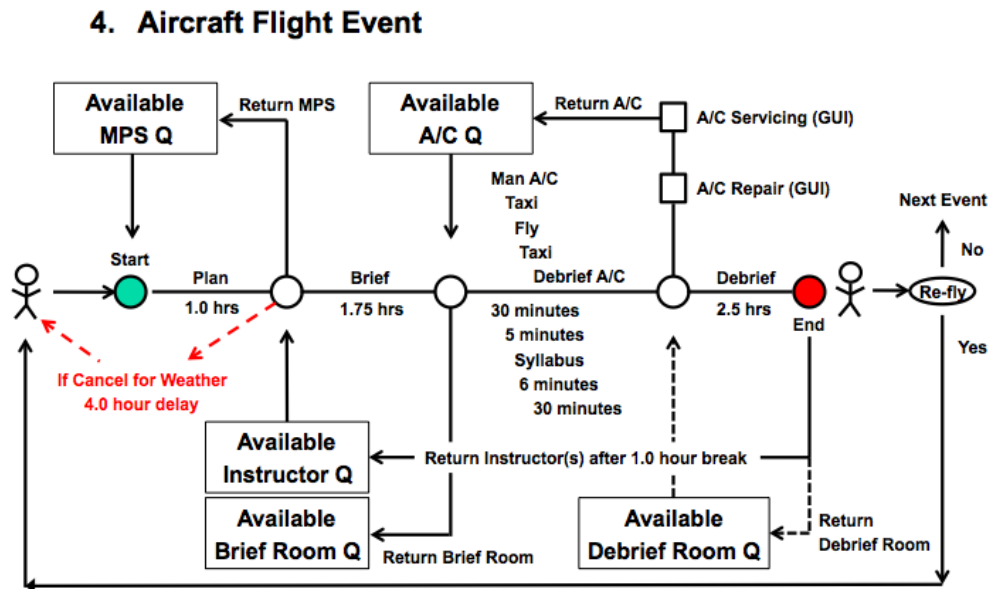 4. Aircraft Flight Event
Available
MPS Q
Return MPS
Available
A/C Q
Return A/C
A/C Servicing (GUI)
A/C Repair (GUI)
Man A/C
Taxi
Fly
Taxi
Debrief A/C
Next Event
No
Start
Plan
1.0 hrs
Brief
1.75 hrs
30 minutes
5 minutes
Syllabus
6 minutes
30 minutes
Debrief
2.5 hrs
End
Re-fly
Yes
If Cancel for Weather
4.0 hour delay
Available
Instructor Q
Return Instructor(s) after 1.0 hour break
Available
Brief Room Q
Return Brief Room
Available
Debrief Room Q
Return
Debrief Room